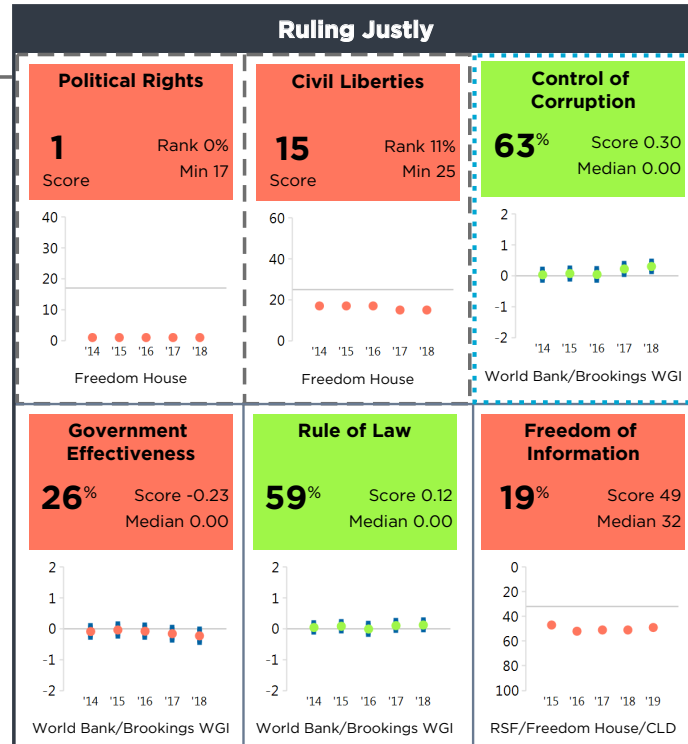 Ruling Justly
Political Rights
1
Score
Rank 0%
Min 17
40
30
20
10
0
'14 '15 '16 '17 '18
Freedom House
Civil Liberties
15
Score
Rank 11%
Min 25
60
40
20
0
'14 '15 '16 '17 '18
Freedom House
Control of
Corruption
63%
Score 0.30
Median 0.00
2
1
0
-1
-2
'14 '15 '16 '17 '18
World Bank/Brookings WGI
Government
Effectiveness
26%
Score -0.23
Median 0.00
2
1
0
-1
-2
'14 '15 '16 '17 '18
World Bank/Brookings WGI
Rule of Law
59%
Score 0.12
Median 0.00
2
1
0
-1
-2
'14 '15 '16 '17 '18
World Bank/Brookings WGI
Freedom of
Information
19%
Score 49
Median 32
0
20
40
60
80
100
'15 '16 '17 '18 '19
RSF/Freedom House/CLD